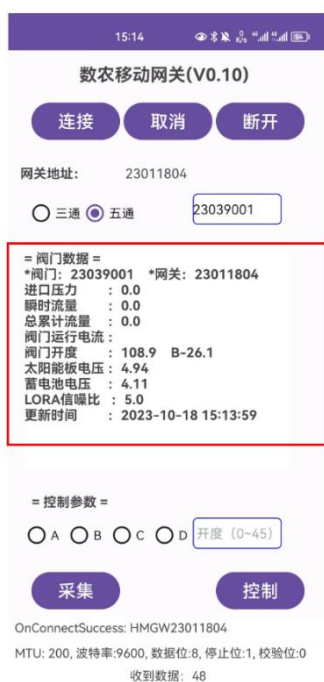 15:14
数农移动网关(V0.10)
连接 取消 断开
网关地址: 23011804
三通 五通 23039001
= 阀门数据 =
*阀门: 23039001 *网关: 23011804
进口压力 : 0.0
瞬时流量 : 0.0
总累计流量 : 0.0
阀门运行电流 :
阀门开度 : 108.9 B-26.1
太阳能板电压 : 4.94
蓄电池电压 : 4.11
LORA信噪比 : 5.0
更新时间 : 2023-10-18 15:13:59
= 控制参数 =
A B C D 开度（0~45）
采集 控制
OnConnectSuccess: HMGW23011804
MTU: 200, 波特率:9600, 数据位:8, 停止位:1, 校验位:0
收到数据: 48